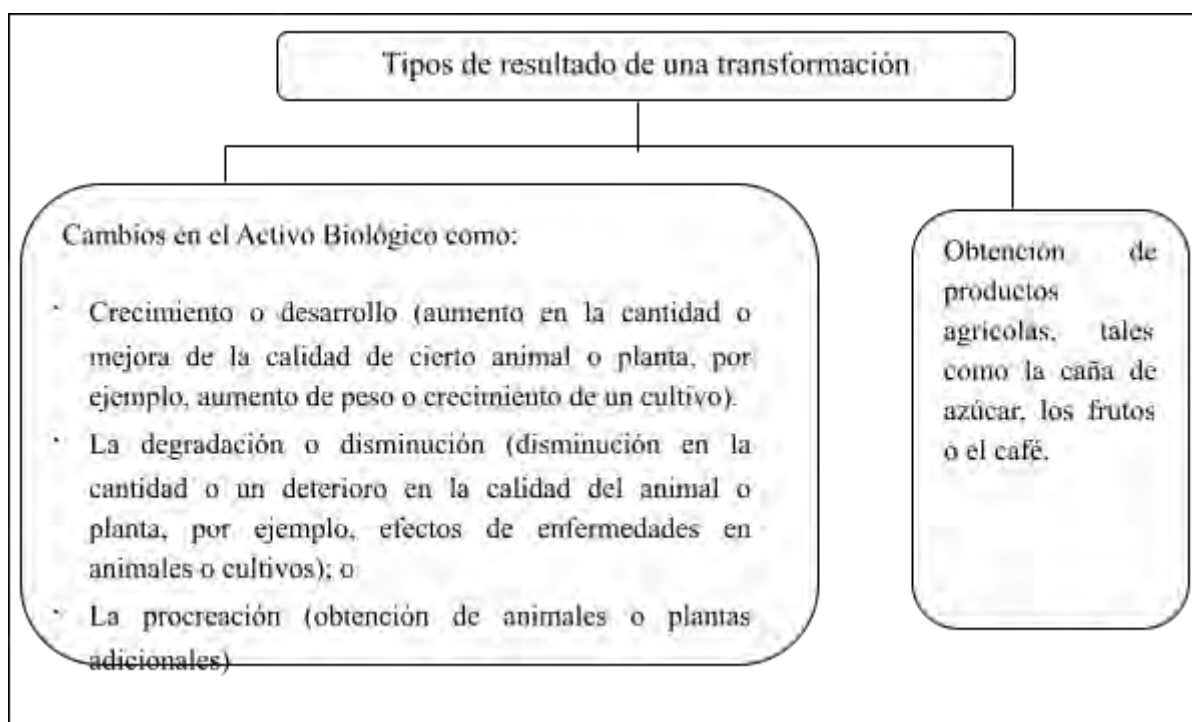 Tipos de resultado de una transformación
Cambios en el Activo Biológico como:
· Crecimiento o desarrollo (aumento en la cantidad o
mejora de la calidad de cierto animal o planta, por
ejemplo, aumento de peso o crecimiento de un cultivo).
· La degradación o disminución (disminución en la
cantidad o un deterioro en la calidad del animal o
planta, por ejemplo, efectos de enfermedades en
animales o cultivos); o
· La procreación (obtención de animales o plantas
adicionales)
Obtención de
productos
agrícolas, tales
como la caña de
azúcar, los frutos
o el café.